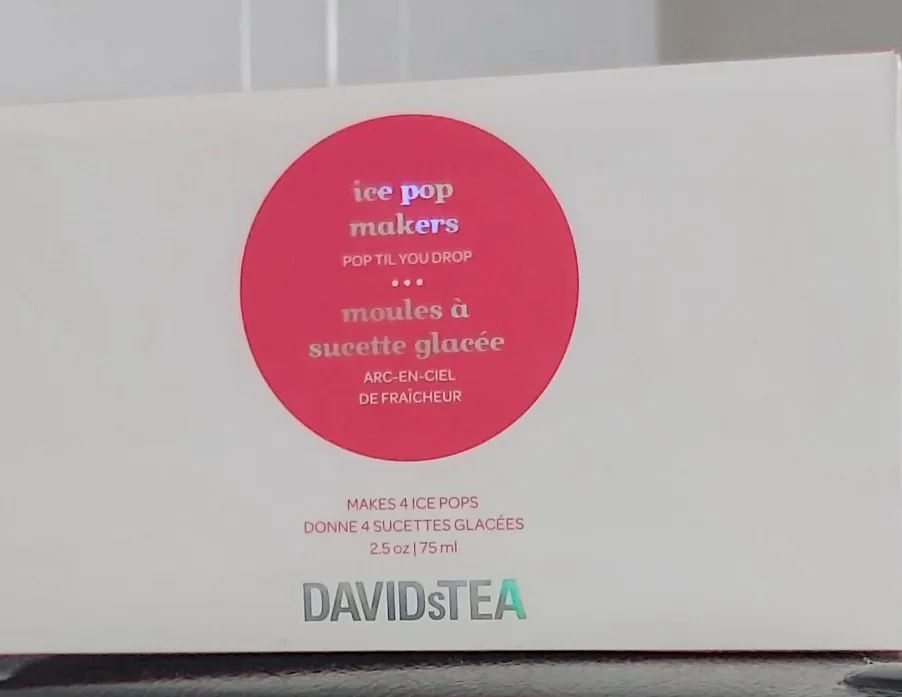 ice pop
makers
POP TIL YOU DROP
•••
moules à
sucette glacée
ARC-EN-CIEL
DE FRAÎCHEUR
MAKES 4 ICE POPS
DONNE 4 SUCETTES GLACÉES
2.5 oz | 75 ml
DAVIDsTEA